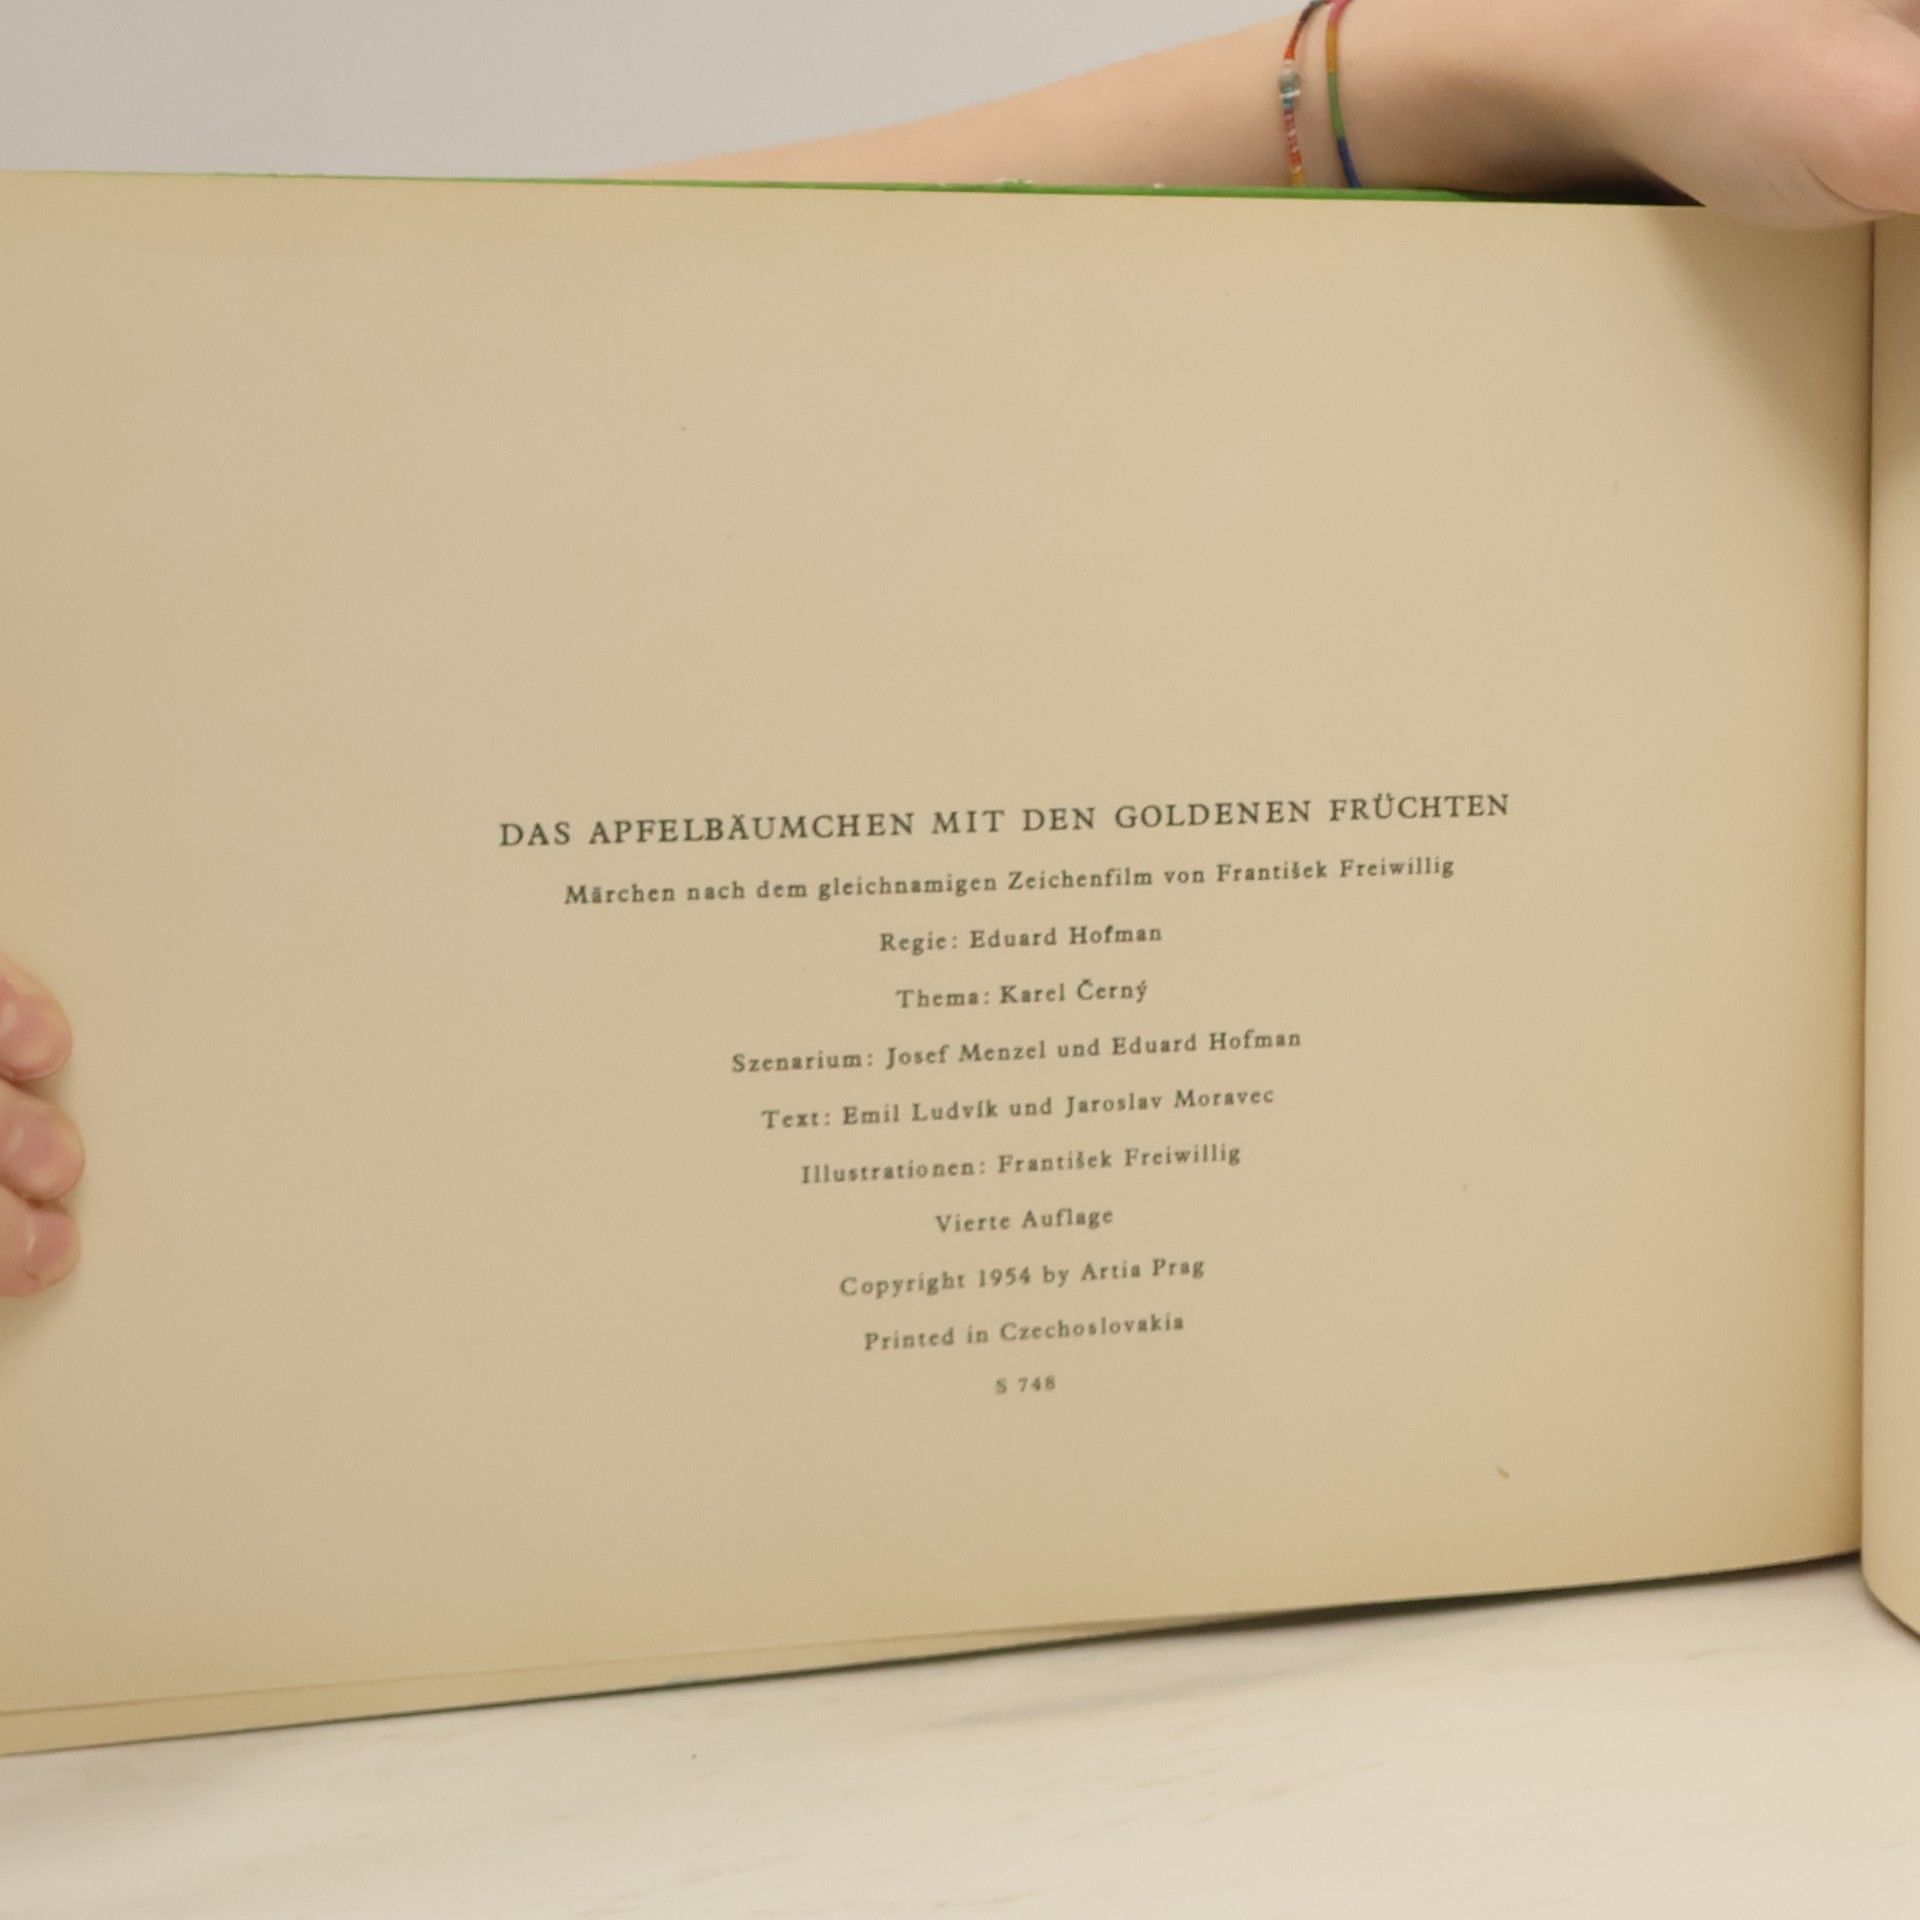 DAS APFELBÄUMCHEN MIT DEN GOLDENEN FRÜCHTEN
Märchen nach dem gleichnamigen Zeichenfilm von František Freiwillig
Regie: Eduard Hofman
Thema: Karel Černý
Szenarium: Josef Menzel und Eduard Hofman
Text: Emil Ludvík und Jaroslav Moravec
Illustrationen: František Freiwillig
Vierte Auflage
Copyright 1954 by Artia Prag
Printed in Czechoslovakia
S 748